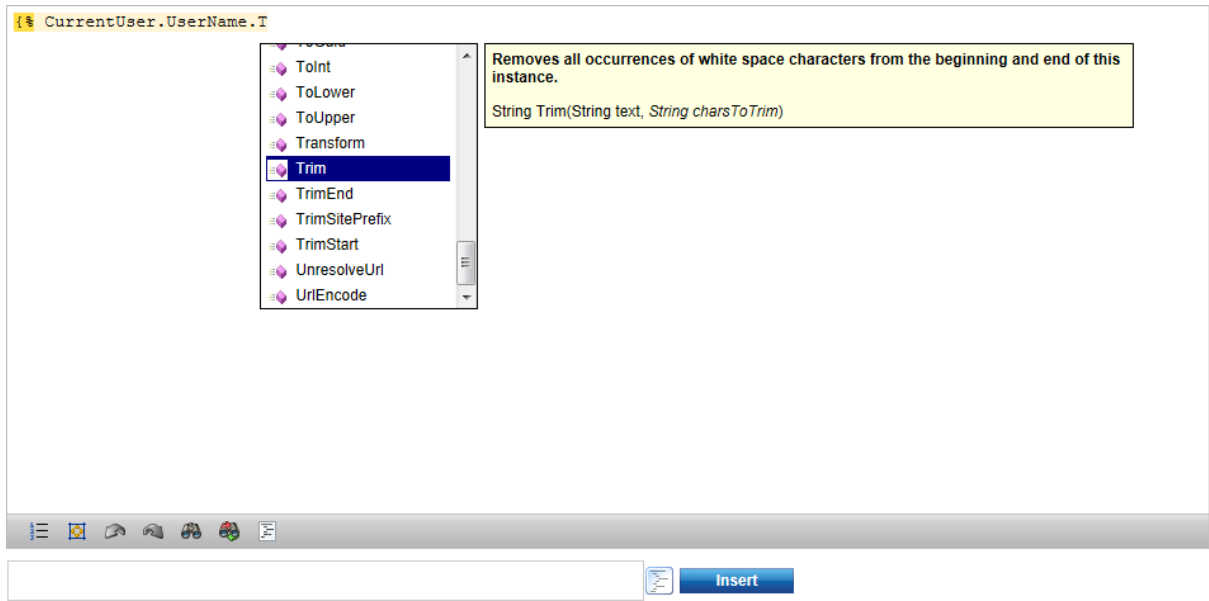 {% CurrentUser.UserName.T
ToInt
ToLower
ToUpper
Transform
Trim
TrimEnd
TrimSitePrefix
TrimStart
UnresolveUrl
UrlEncode
Removes all occurrences of white space characters from the beginning and end of this
instance.
String Trim(String text, String charsToTrim)
Insert